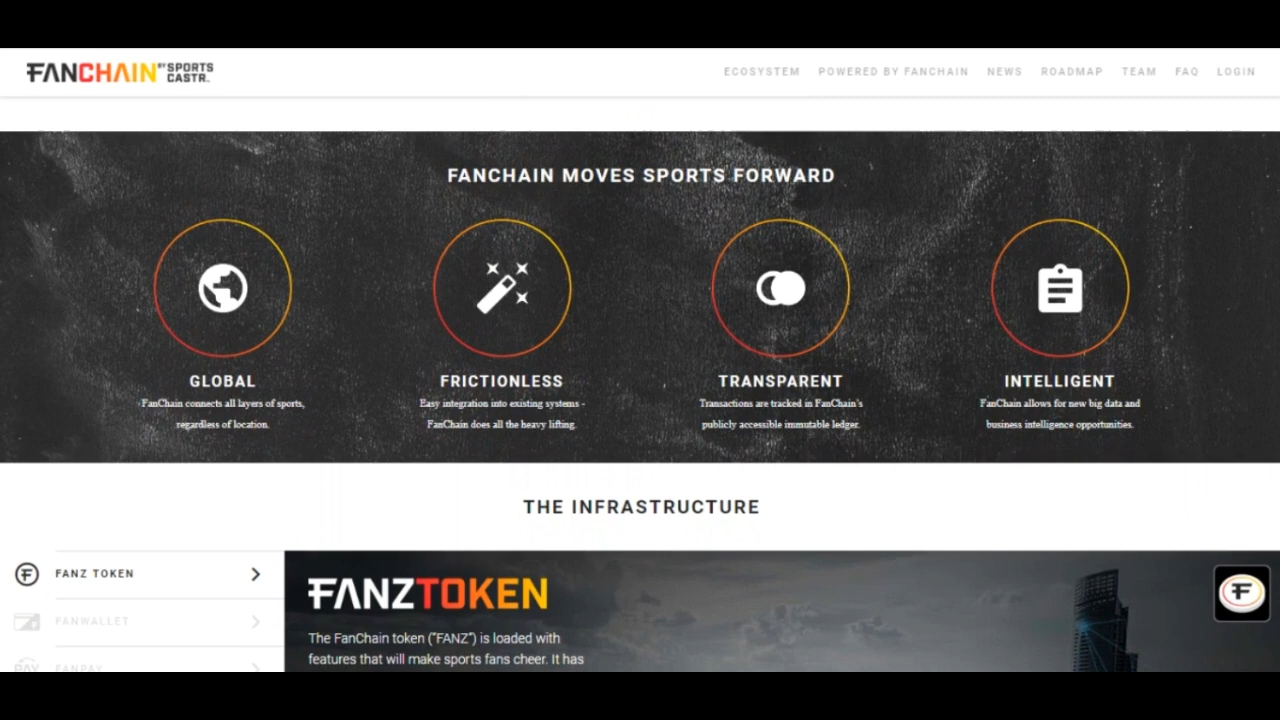 FANCHAIN BY SPORTS CASTR.
ECOSYSTEM POWERED BY FANCHAIN NEWS ROADMAP TEAM FAQ LOGIN
FANCHAIN MOVES SPORTS FORWARD
GLOBAL
FanChain connects all layers of sports,
regardless of location.
FRICTIONLESS
Easy integration into existing systems -
FanChain does all the heavy lifting.
TRANSPARENT
Transactions are tracked in FanChain's
publicly accessible immutable ledger.
INTELLIGENT
FanChain allows for new big data and
business intelligence opportunities.
THE INFRASTRUCTURE
FANZ TOKEN
FANWALLET
PAY FANPAY
FANZTOKEN
The FanChain token ("FANZ") is loaded with
features that will make sports fans cheer. It has